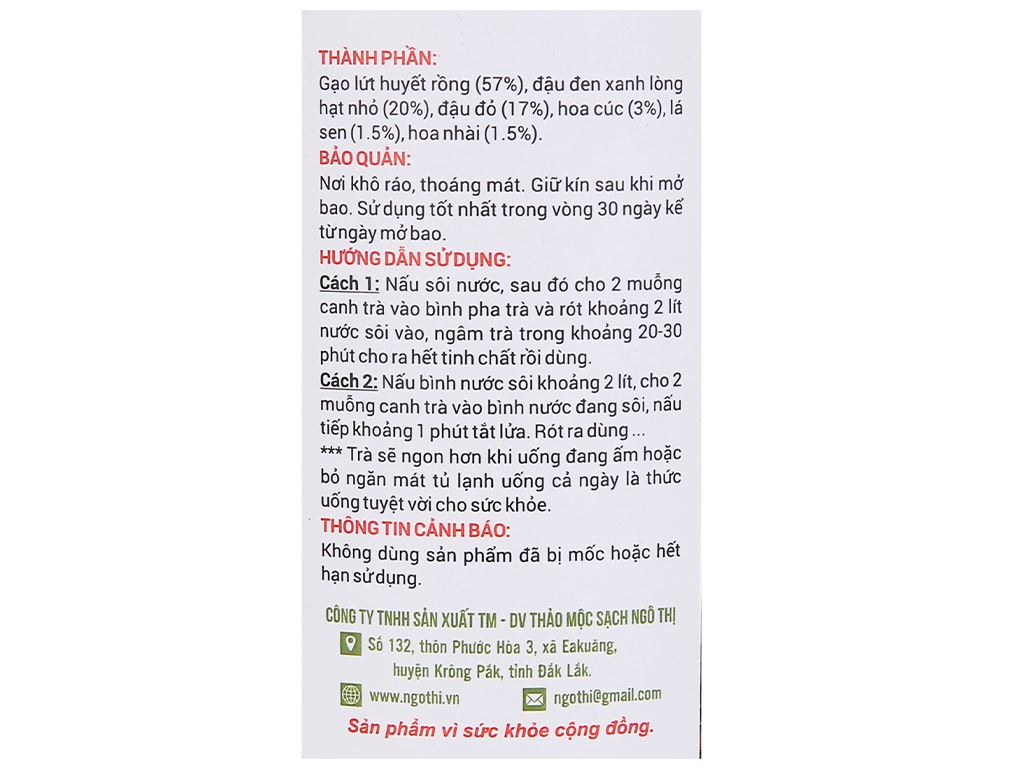 THÀNH PHẦN:
Gạo lứt huyết rồng (57%), đậu đen xanh lòng
hạt nhỏ (20%), đậu đỏ (17%), hoa cúc (3%), lá
sen (1.5%), hoa nhài (1.5%).
BẢO QUẢN:
Nơi khô ráo, thoáng mát. Giữ kín sau khi mở
bao. Sử dụng tốt nhất trong vòng 30 ngày kể
từ ngày mở bao.
HƯỚNG DẪN SỬ DỤNG:
Cách 1: Nấu sôi nước, sau đó cho 2 muỗng
canh trà vào bình pha trà và rót khoảng 2 lít
nước sôi vào, ngâm trà trong khoảng 20-30
phút cho ra hết tinh chất rồi dùng.
Cách 2: Nấu bình nước sôi khoảng 2 lít, cho 2
muỗng canh trà vào bình nước đang sôi, nấu
tiếp khoảng 1 phút tắt lửa. Rót ra dùng ...
*** Trà sẽ ngon hơn khi uống đang ấm hoặc
bỏ ngăn mát tủ lạnh uống cả ngày là thức
uống tuyệt vời cho sức khỏe.
THÔNG TIN CẢNH BÁO:
Không dùng sản phẩm đã bị mốc hoặc hết
hạn sử dụng.
CÔNG TY TNHH SẢN XUẤT TM - DV THẢO MỘC SẠCH NGÔ THỊ
Số 132, thôn Phước Hòa 3, xã Eakuăng,
huyện Krông Pắk, tỉnh Đắk Lắk.
www.ngothi.vn ngothi@gmail.com
Sản phẩm vì sức khỏe cộng đồng.